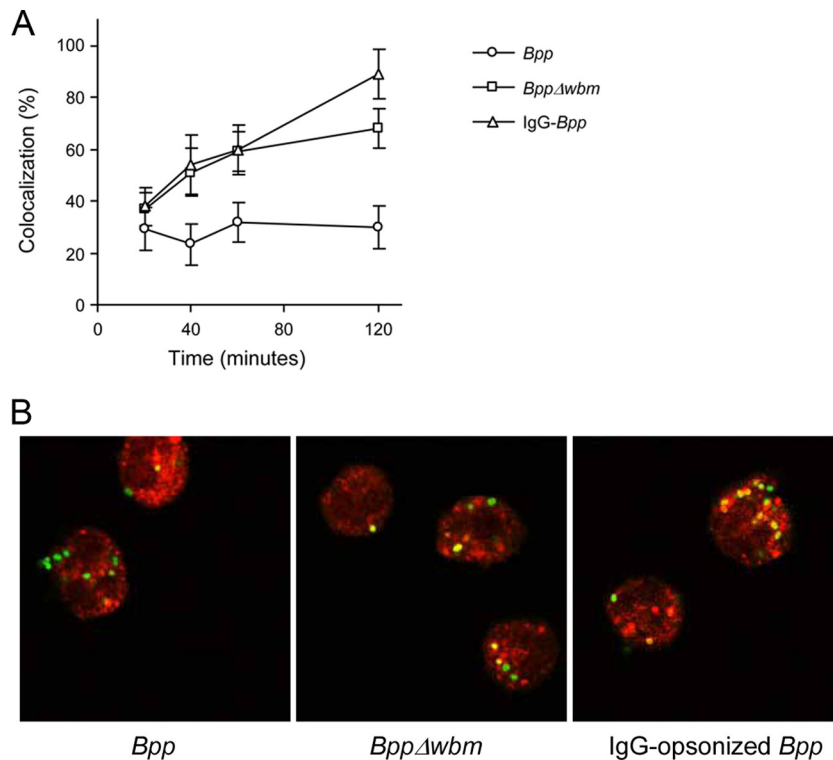 A
Colocalization (%)
100
80
60
40
20
0
0 40 80 120
Time (minutes)
Bpp
BppΔwbm
IgG-Bpp
B
Bpp BppΔwbm IgG-opsonized Bpp